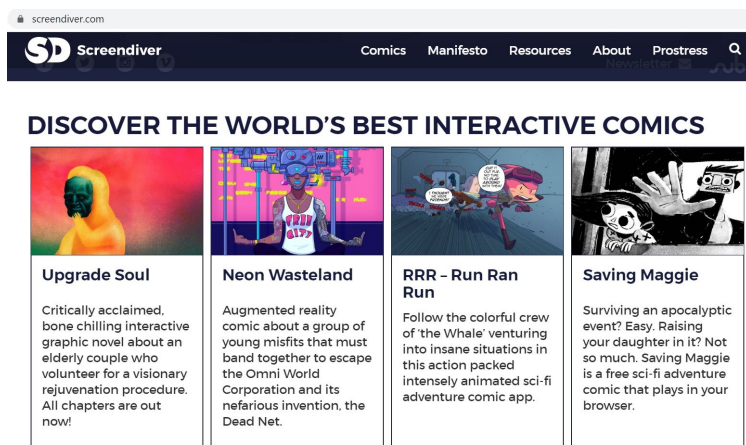 screendiver.com
SD Screendiver
Comics Manifesto Resources About Prostress
Newsletter
DISCOVER THE WORLD'S BEST INTERACTIVE COMICS
FREE
CITY
Upgrade Soul
Critically acclaimed,
bone chilling interactive
graphic novel about an
elderly couple who
volunteer for a visionary
rejuvenation procedure.
All chapters are out
now!
Neon Wasteland
Augmented reality
comic about a group of
young misfits that must
band together to escape
the Omni World
Corporation and its
nefarious invention, the
Dead Net.
RRR – Run Ran
Run
Follow the colorful crew
of 'the Whale' venturing
into insane situations in
this action packed
intensely animated sci-fi
adventure comic app.
Saving Maggie
Surviving an apocalyptic
event? Easy. Raising
your daughter in it? Not
so much. Saving Maggie
is a free sci-fi adventure
comic that plays in your
browser.